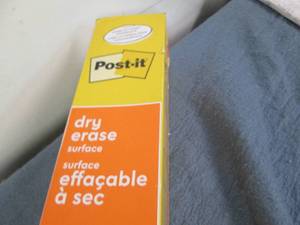 Post-it
dry
erase
surface
surface
effaçable
à sec